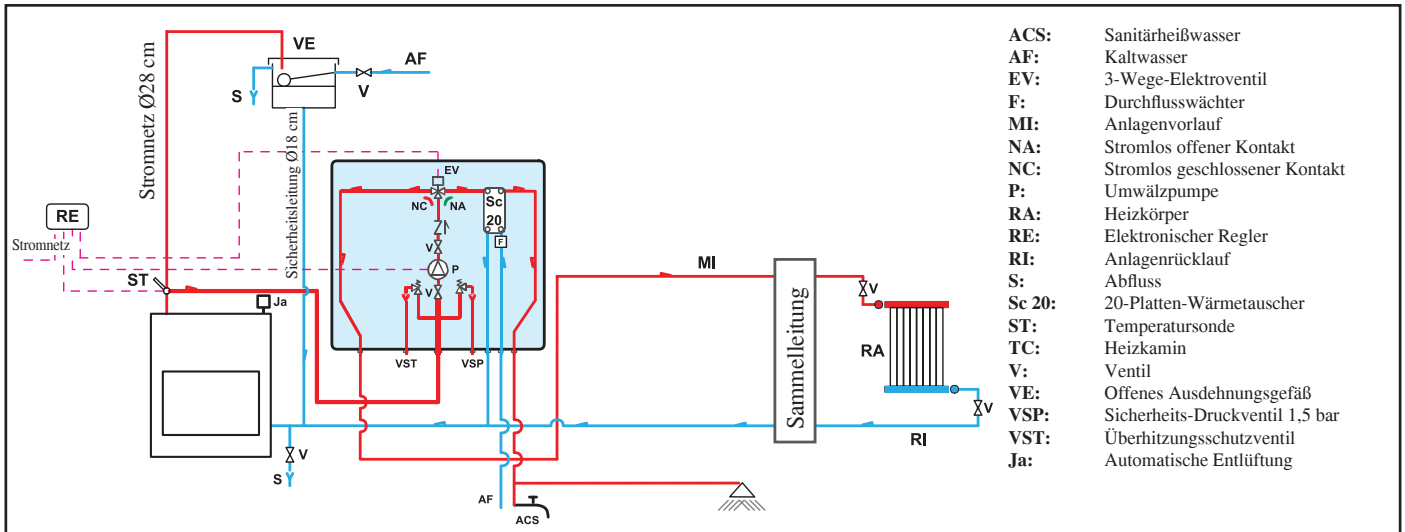 VE
AF
V
S
Stromnetz Ø28 cm
Sicherheitsleitung Ø18 cm
EV
NC
NA
Sc
20
F
V
P
V
RE
Stromnetz
ST
Ja
VST
VSP
MI
Sammelleitung
V
RA
V
RI
V
S
AF
ACS
ACS: Sanitärheißwasser
AF: Kaltwasser
EV: 3-Wege-Elektroventil
F: Durchflusswächter
MI: Anlagenvorlauf
NA: Stromlos offener Kontakt
NC: Stromlos geschlossener Kontakt
P: Umwälzpumpe
RA: Heizkörper
RE: Elektronischer Regler
RI: Anlagenrücklauf
S: Abfluss
Sc 20: 20-Platten-Wärmetauscher
ST: Temperatursonde
TC: Heizkamin
V: Ventil
VE: Offenes Ausdehnungsgefäß
VSP: Sicherheits-Druckventil 1,5 bar
VST: Überhitzungsschutzventil
Ja: Automatische Entlüftung